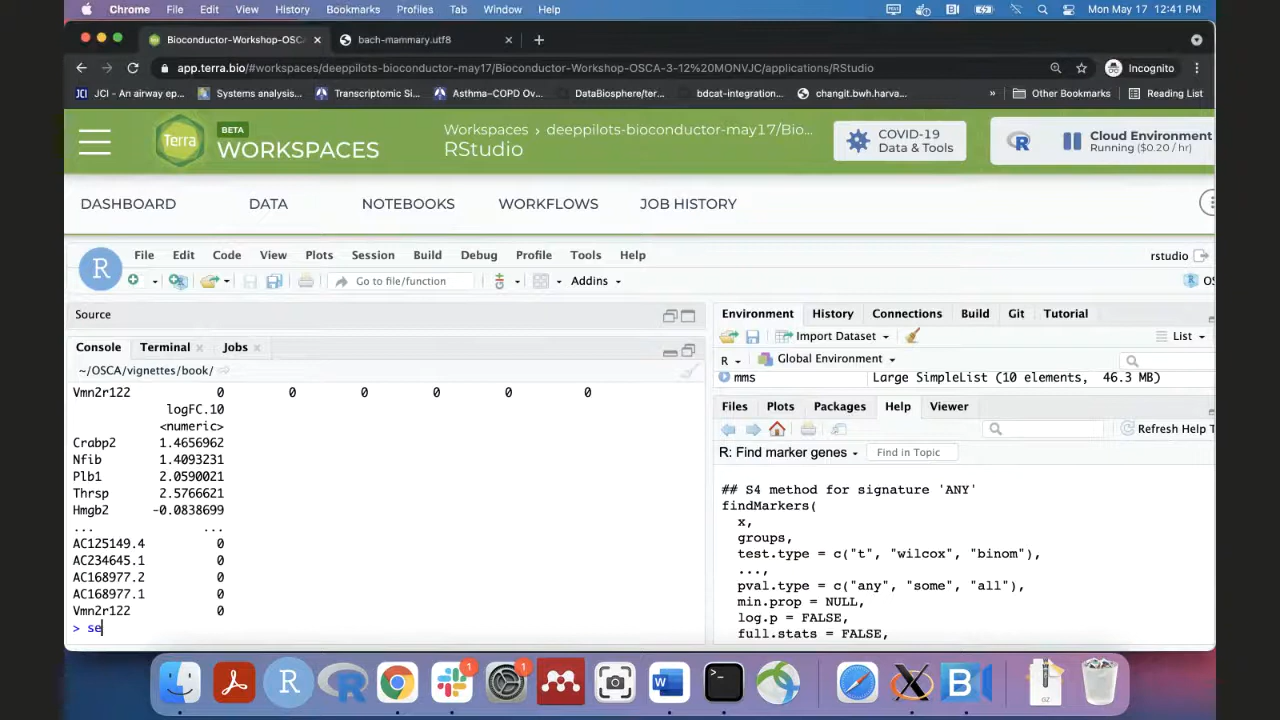 Chrome File Edit View History Bookmarks Profiles Tab Window Help Mon May 17 12:41 PM
Bioconductor-Workshop-OSCA bach-mammary.utf8
app.terra.bio/#workspaces/deeppilots-bioconductor-may17/Bioconductor-Workshop-OSCA-3-12%20MONVJC/applications/RStudio Incognito
JCI - An airway ep... Systems analysis... Transcriptomic Si... Asthma–COPD Ov... DataBiosphere/ter... bdcat-integration... changit.bwh.harva... » Other Bookmarks Reading List
Terra
BETA
WORKSPACES
Workspaces › deeppilots-bioconductor-may17/Bio...
RStudio
COVID-19
Data & Tools
Cloud Environment
Running ($0.20 / hr)
DASHBOARD DATA NOTEBOOKS WORKFLOWS JOB HISTORY
R File Edit Code View Plots Session Build Debug Profile Tools Help rstudio
Go to file/function Addins OS
Source
Console Terminal Jobs
~/OSCA/vignettes/book/
Vmn2r122 0 0 0 0 0 0
logFC.10
<numeric>
Crabp2 1.4656962
Nfib 1.4093231
Plb1 2.0590021
Thrsp 2.5766621
Hmgb2 -0.0838699
... ...
AC125149.4 0
AC234645.1 0
AC168977.2 0
AC168977.1 0
Vmn2r122 0
> se
Environment History Connections Build Git Tutorial
Import Dataset List
R Global Environment
mms Large SimpleList (10 elements, 46.3 MB)
Files Plots Packages Help Viewer
Refresh Help T
R: Find marker genes Find in Topic
## S4 method for signature 'ANY'
findMarkers(
x,
groups,
test.type = c("t", "wilcox", "binom"),
...,
pval.type = c("any", "some", "all"),
min.prop = NULL,
log.p = FALSE,
full.stats = FALSE,
R R 1 1 W >_ X B GZ